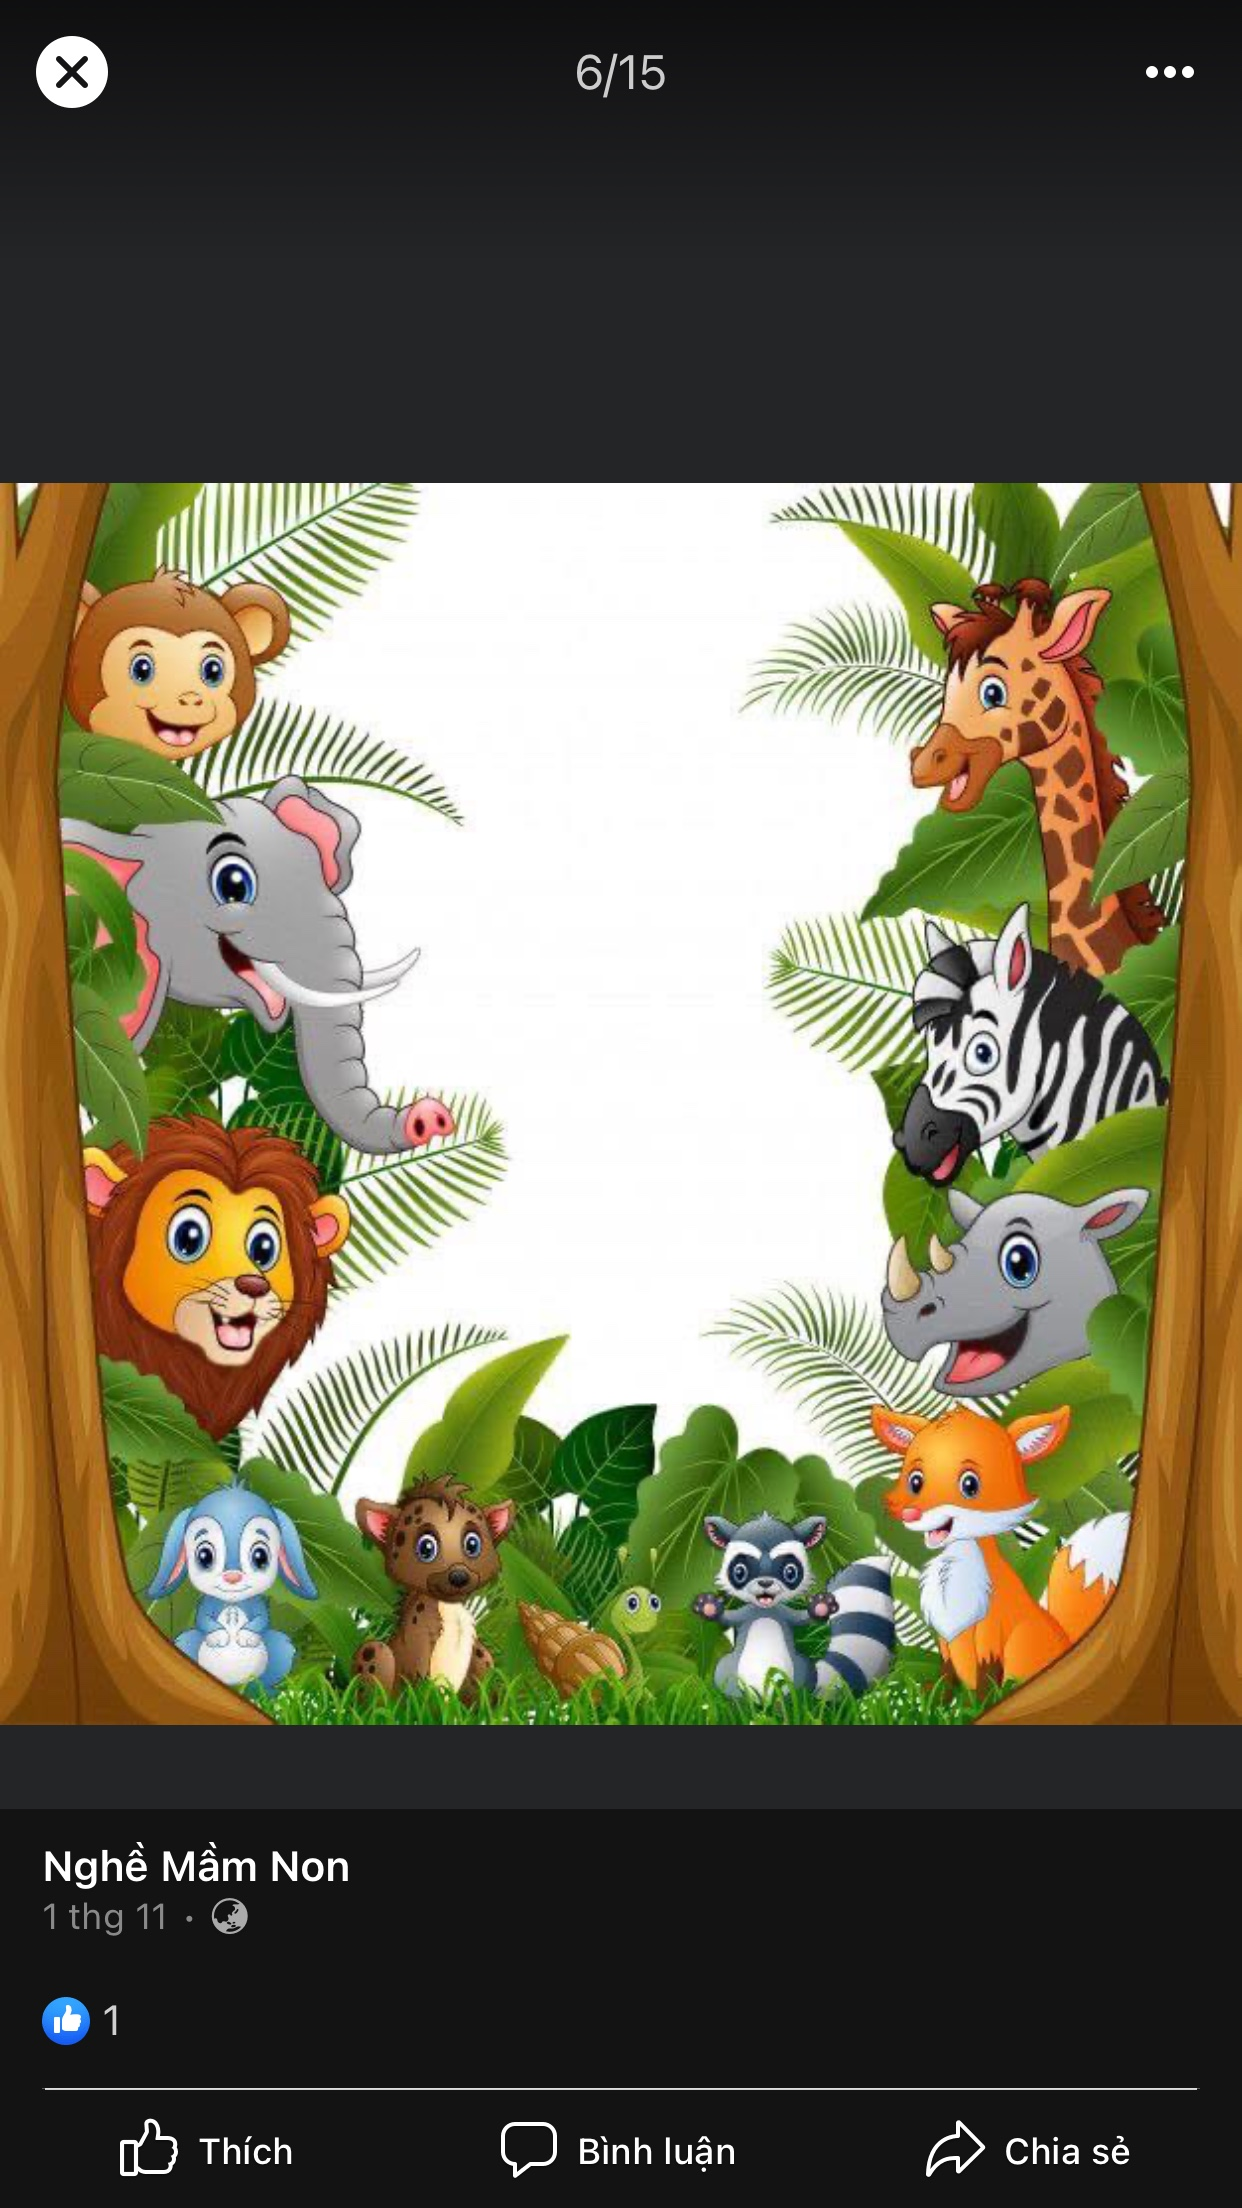 6/15
Nghề Mầm Non
1 thg 11 ·
1
Thích
Bình luận
Chia sẻ